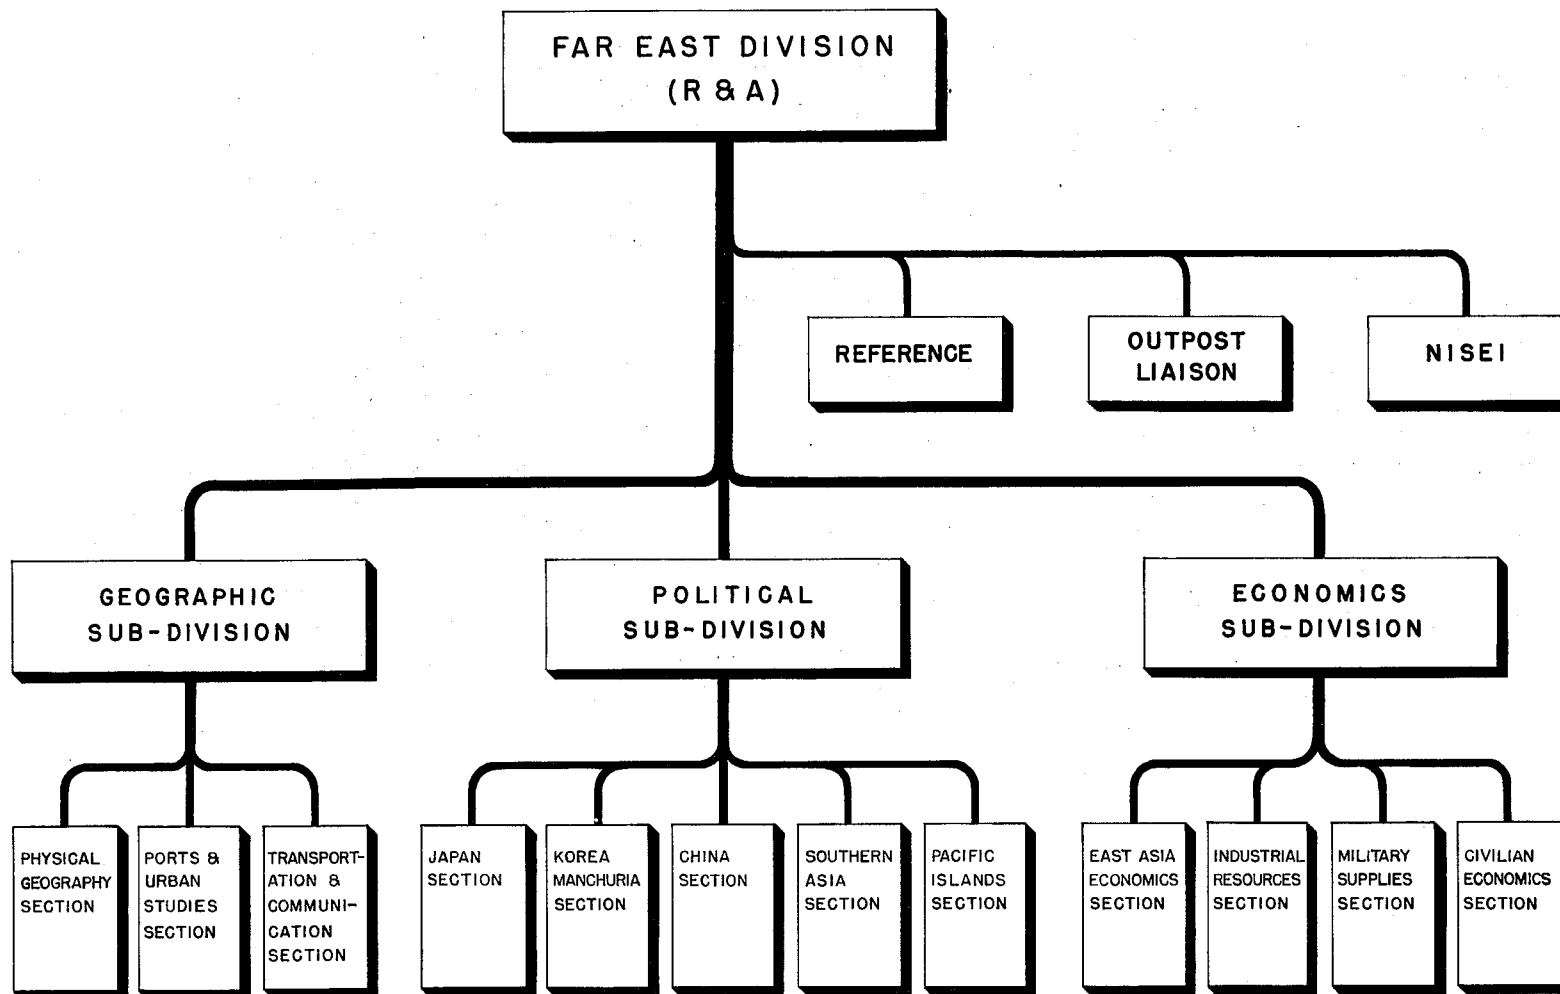 FAR EAST DIVISION
(R & A)
REFERENCE
OUTPOST
LIAISON
NISEI
GEOGRAPHIC
SUB-DIVISION
POLITICAL
SUB-DIVISION
ECONOMICS
SUB-DIVISION
PHYSICAL
GEOGRAPHY
SECTION
PORTS &
URBAN
STUDIES
SECTION
TRANSPORT-
ATION &
COMMUNI-
CATION
SECTION
JAPAN
SECTION
KOREA
MANCHURIA
SECTION
CHINA
SECTION
SOUTHERN
ASIA
SECTION
PACIFIC
ISLANDS
SECTION
EAST ASIA
ECONOMICS
SECTION
INDUSTRIAL
RESOURCES
SECTION
MILITARY
SUPPLIES
SECTION
CIVILIAN
ECONOMICS
SECTION